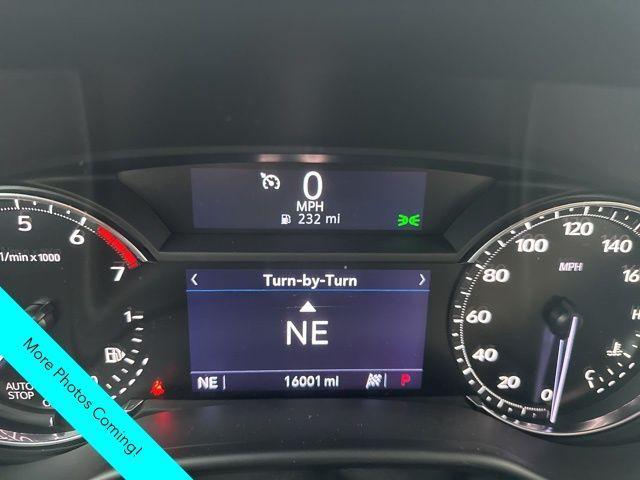 0
MPH
232 mi
Turn-by-Turn
NE
NE 16001 mi P
5
6
7
1/min x 1000
1
AUTO
STOP
0
20
40
60
80
100
120
140
MPH
H
C
More Photos Coming!